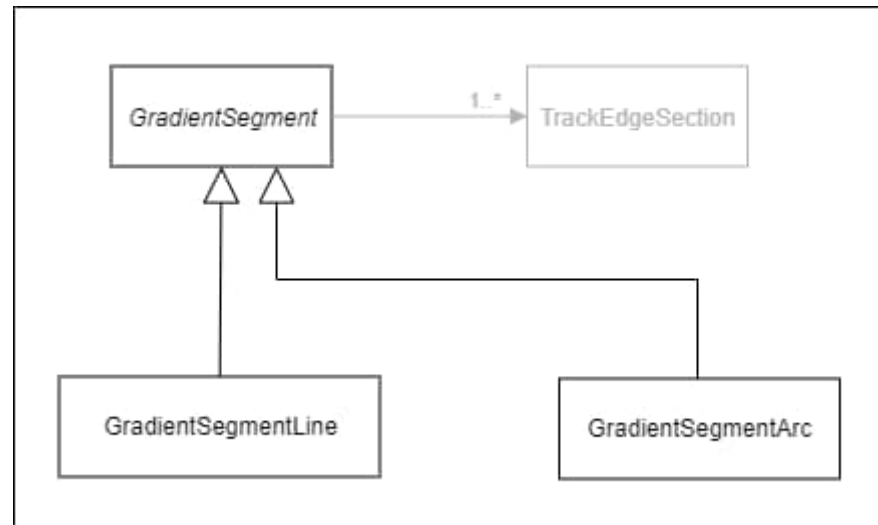 GradientSegment
1..*
TrackEdgeSection
GradientSegmentLine
GradientSegmentArc